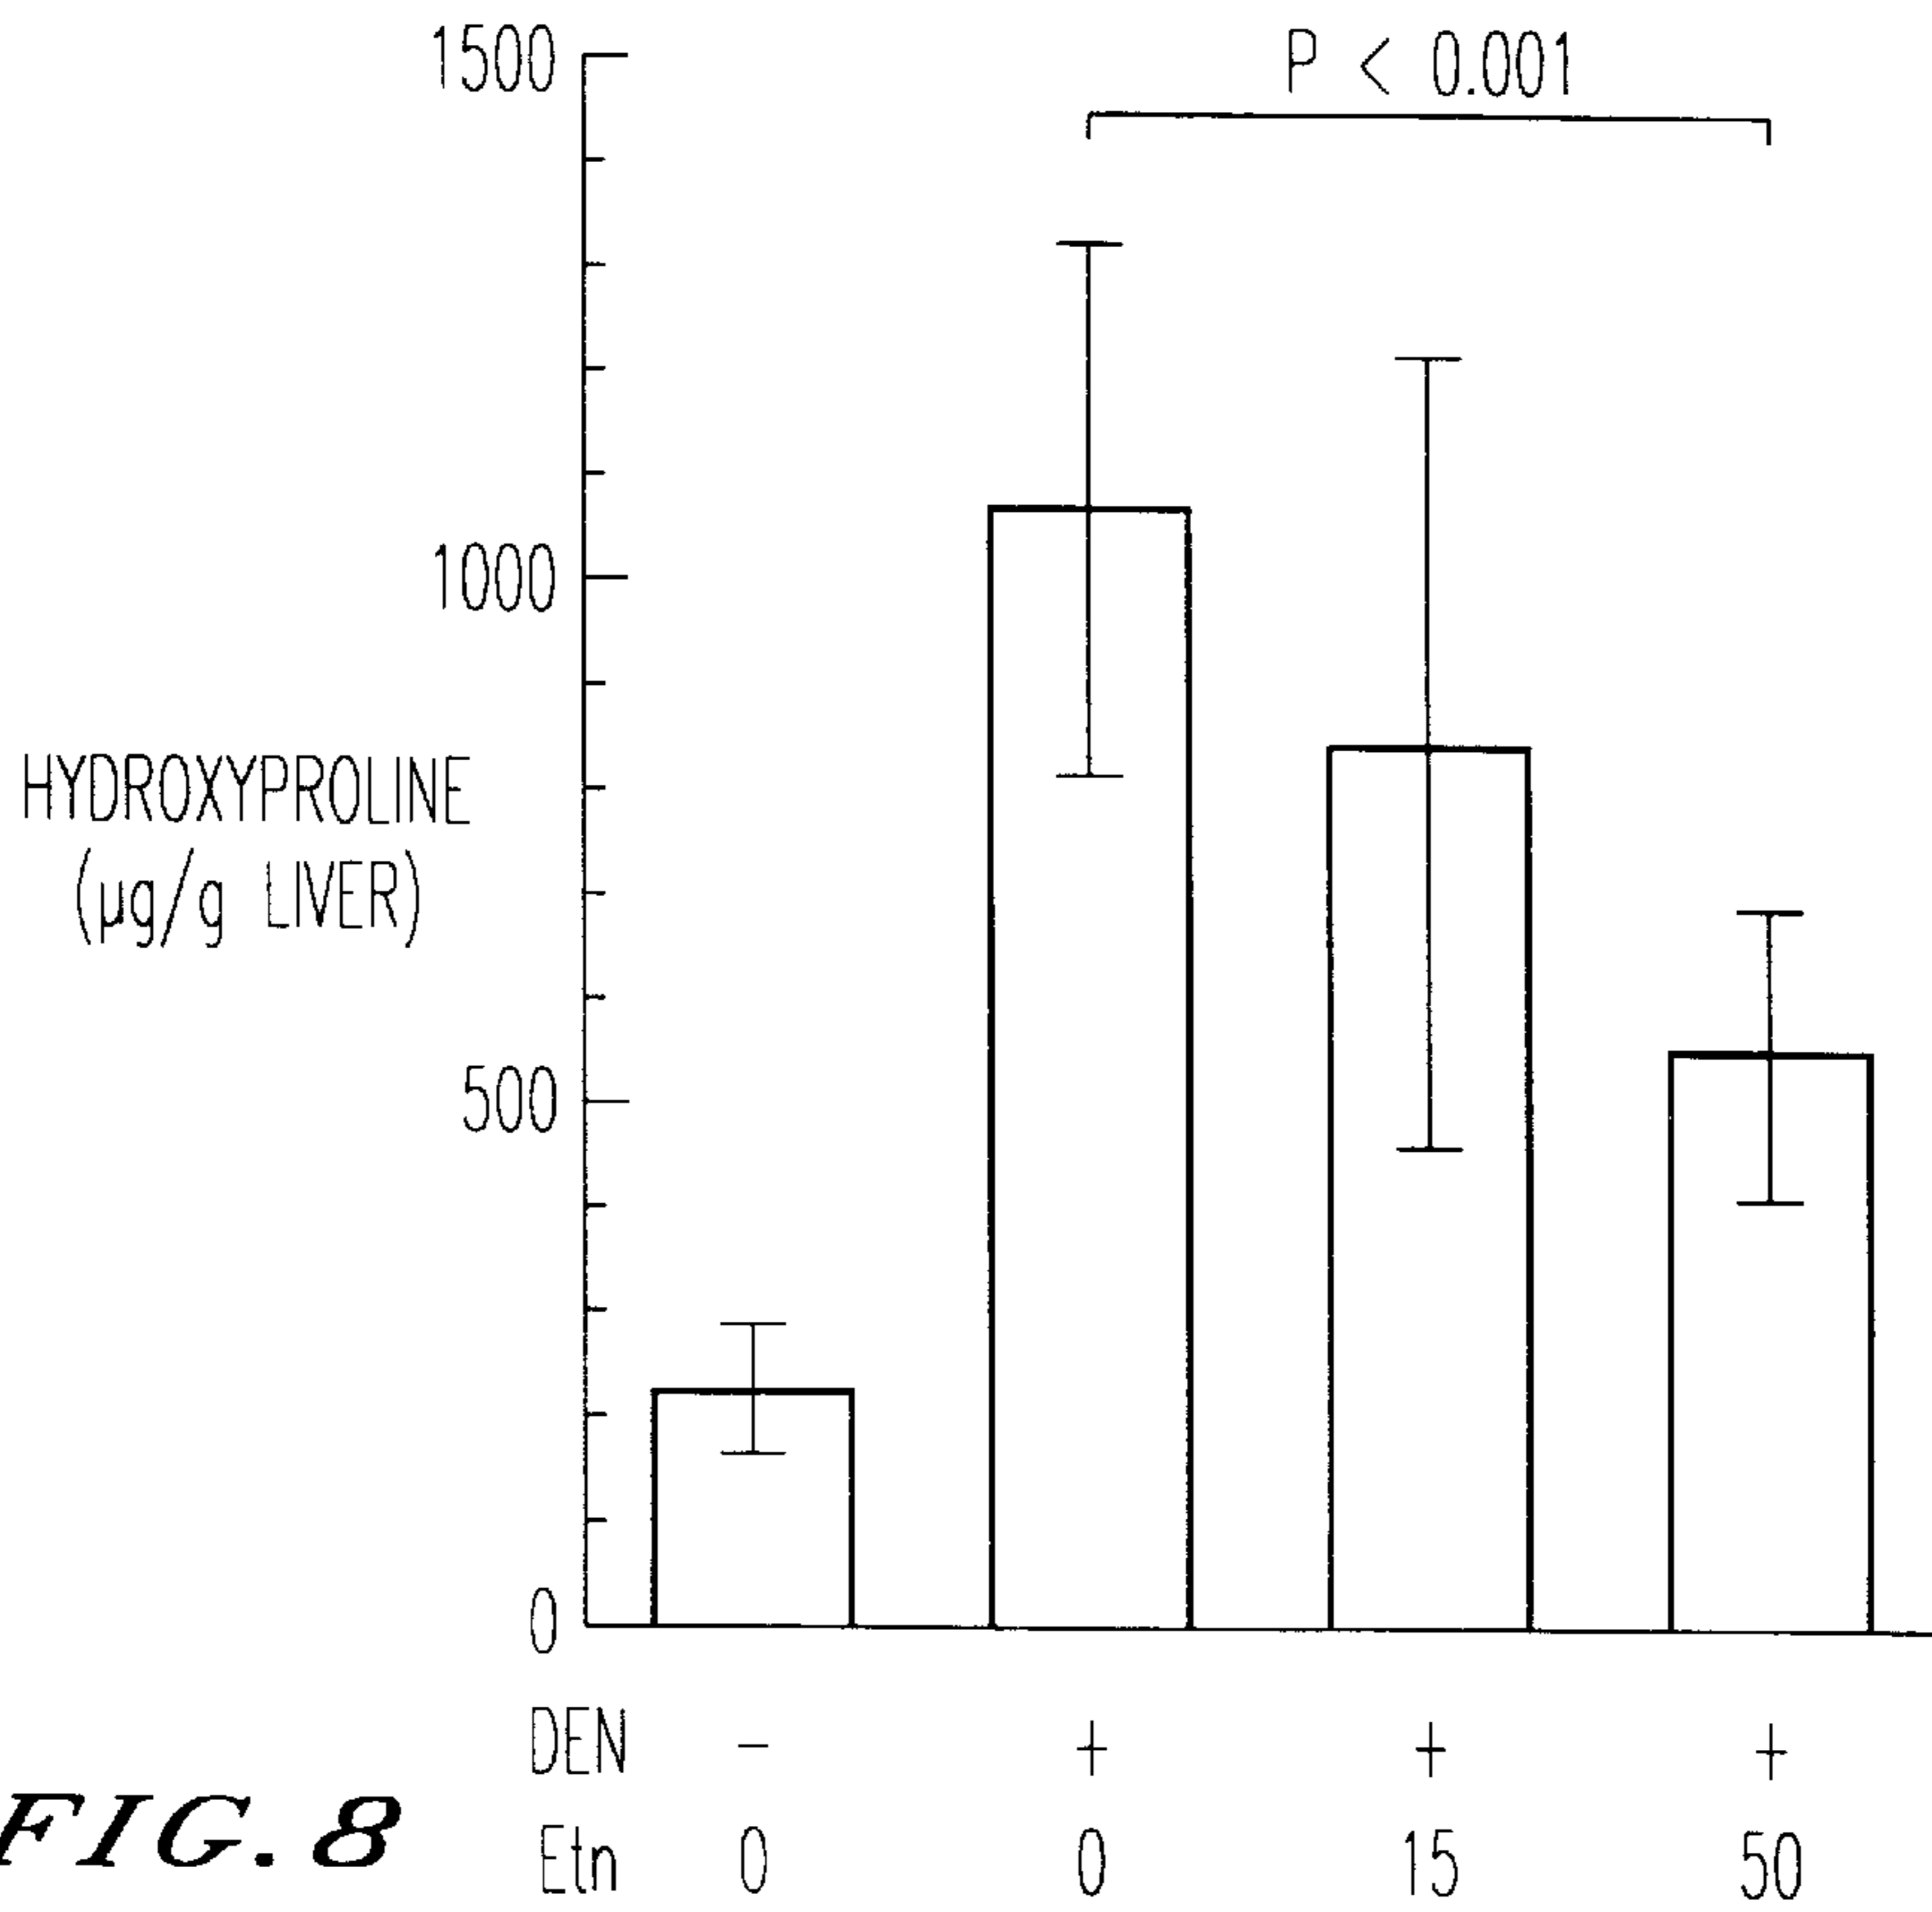 1500
P < 0.001
1000
HYDROXYPROLINE
(µg/g LIVER)
500
0
DEN - + + +
Etn 0 0 15 50
FIG. 8